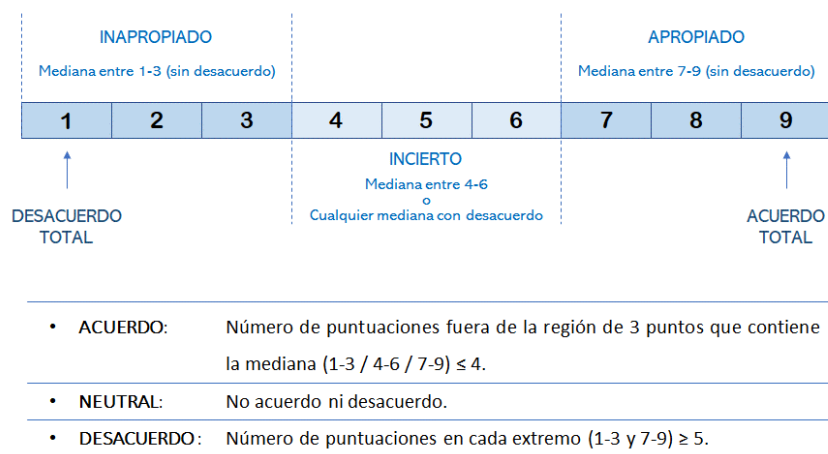 INAPROPIADO
APROPIADO
Mediana entre 1-3 (sin desacuerdo)
Mediana entre 7-9 (sin desacuerdo)
1 2 3 4 5 6 7 8 9
INCIERTO
Mediana entre 4-6
o
Cualquier mediana con desacuerdo
DESACUERDO
TOTAL
ACUERDO
TOTAL
• ACUERDO: Número de puntuaciones fuera de la región de 3 puntos que contiene
la mediana (1-3 / 4-6 / 7-9) ≤ 4.
• NEUTRAL: No acuerdo ni desacuerdo.
• DESACUERDO: Número de puntuaciones en cada extremo (1-3 y 7-9) ≥ 5.